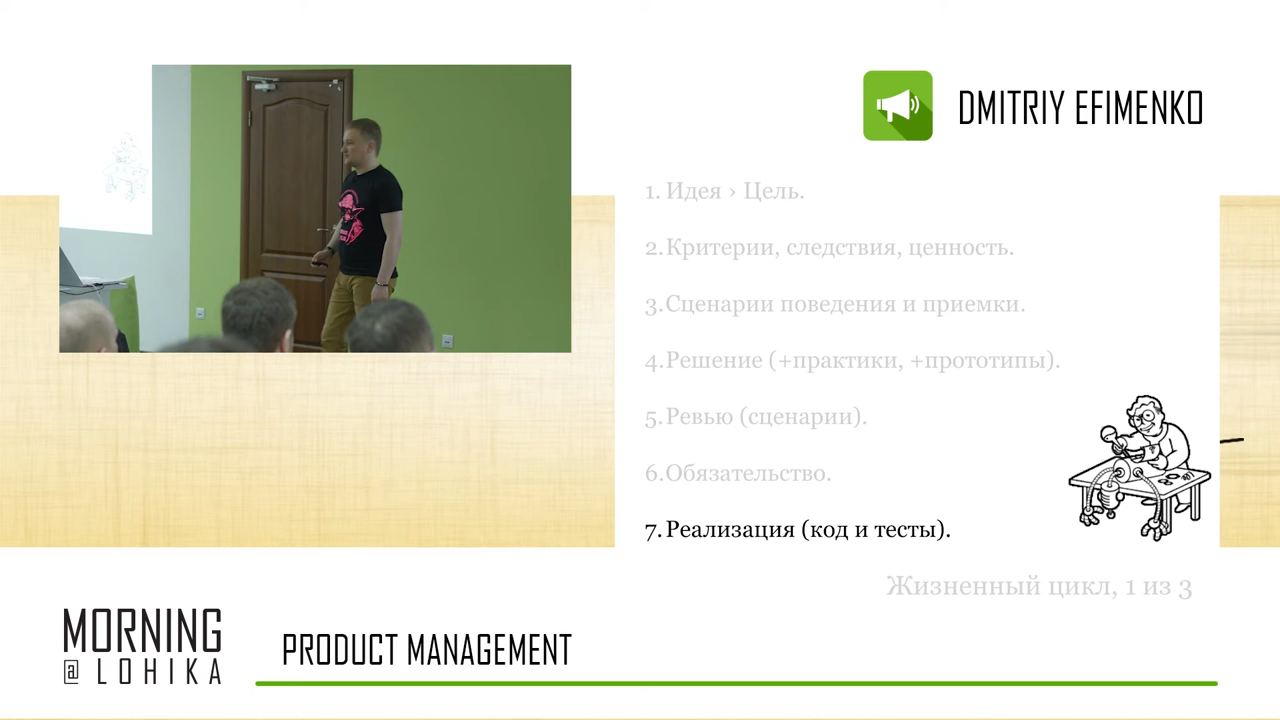 DMITRIY EFIMENKO
1. Идея › Цель.
2. Критерии, следствия, ценность.
3. Сценарии поведения и приемки.
4. Решение (+практики, +прототипы).
5. Ревью (сценарии).
6. Обязательство.
7. Реализация (код и тесты).
Жизненный цикл, 1 из 3
MORNING
@ LOHIKA
PRODUCT MANAGEMENT